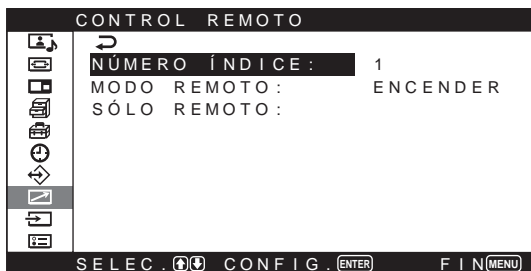 CONTROL REMOTO
NÚMERO ÍNDICE: 1
MODO REMOTO: ENCENDER
SÓLO REMOTO:
SELEC. CONFIG. ENTER FIN MENU